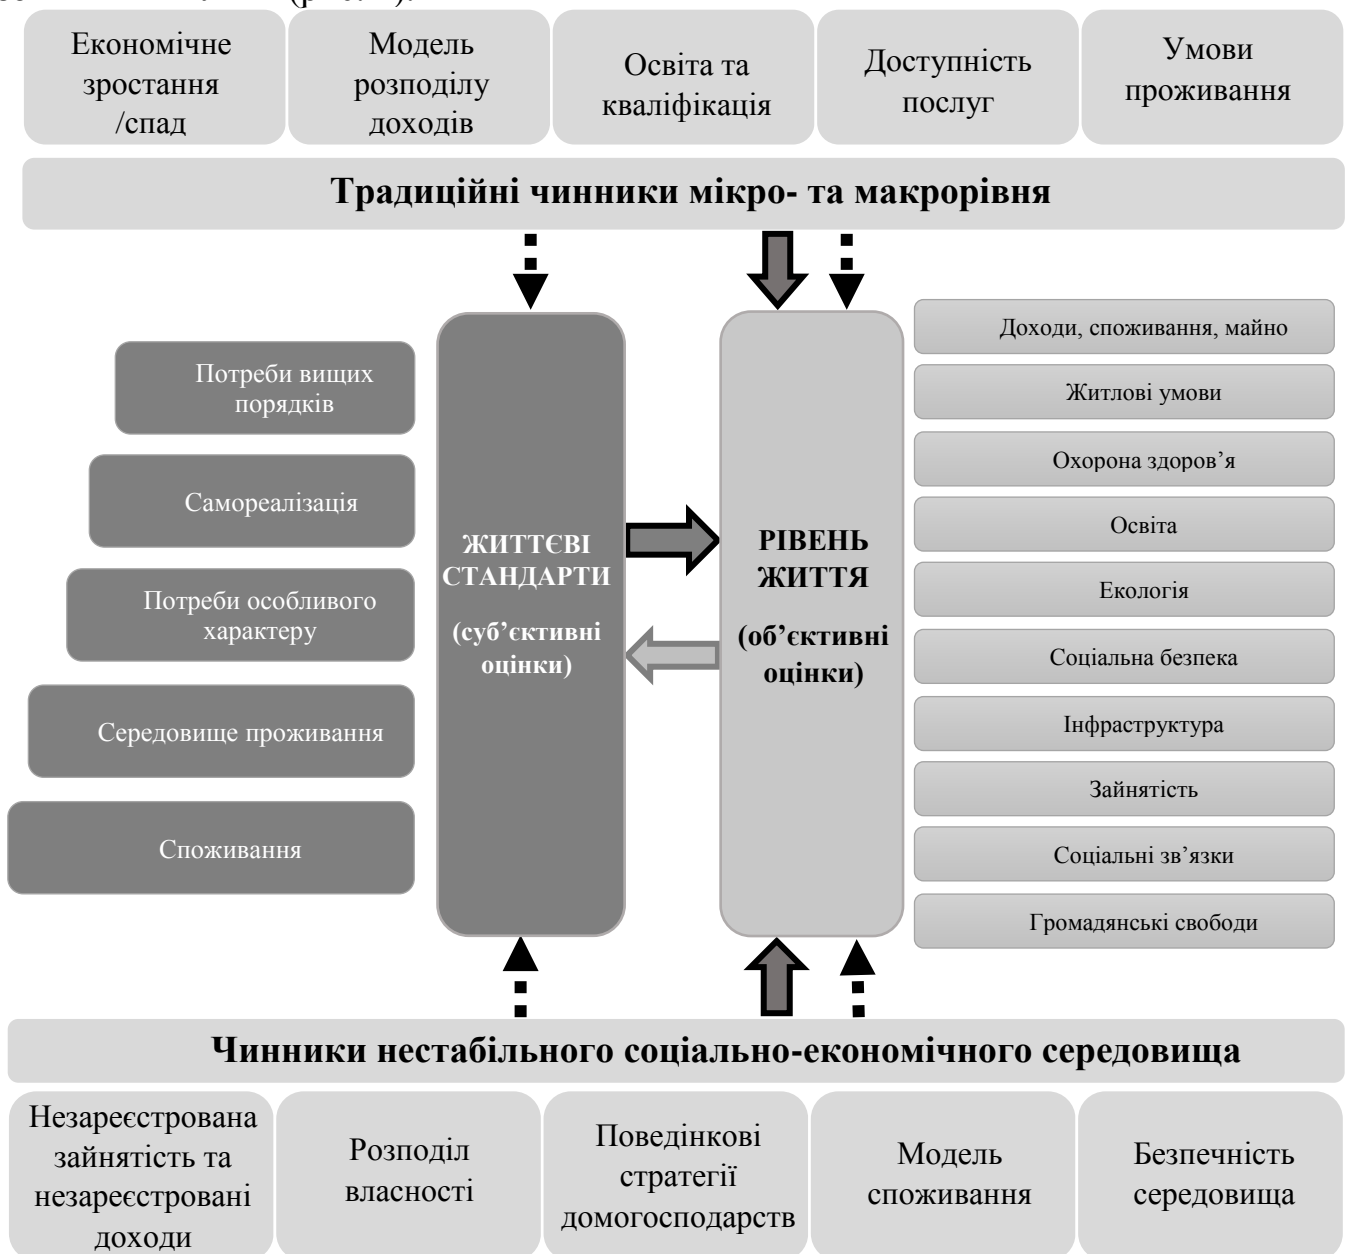 Економічне
зростання
/спад
Модель
розподілу
доходів
Освіта та
кваліфікація
Доступність
послуг
Умови
проживання
Традиційні чинники мікро- та макрорівня
Потреби вищих
порядків
Самореалізація
Потреби особливого
характеру
Середовище проживання
Споживання
ЖИТТЄВІ
СТАНДАРТИ
(суб’єктивні
оцінки)
РІВЕНЬ
ЖИТТЯ
(об’єктивні
оцінки)
Доходи, споживання, майно
Житлові умови
Охорона здоров’я
Освіта
Екологія
Соціальна безпека
Інфраструктура
Зайнятість
Соціальні зв’язки
Громадянські свободи
Чинники нестабільного соціально-економічного середовища
Незареєстрована
зайнятість та
незареєстровані
доходи
Розподіл
власності
Поведінкові
стратегії
домогосподарств
Модель
споживання
Безпечність
середовища